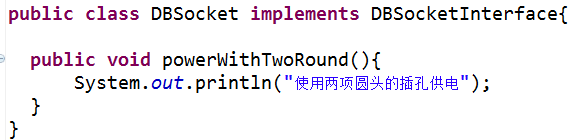 public class DBSocket implements DBSocketInterface{
public void powerWithTwoRound(){
System.out.println("使用两项圆头的插孔供电");
}
}